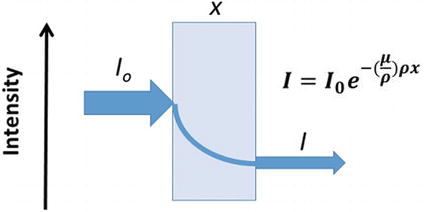 x
Intensity
I₀
I = I₀e^{-(μ/ρ)ρx}
I